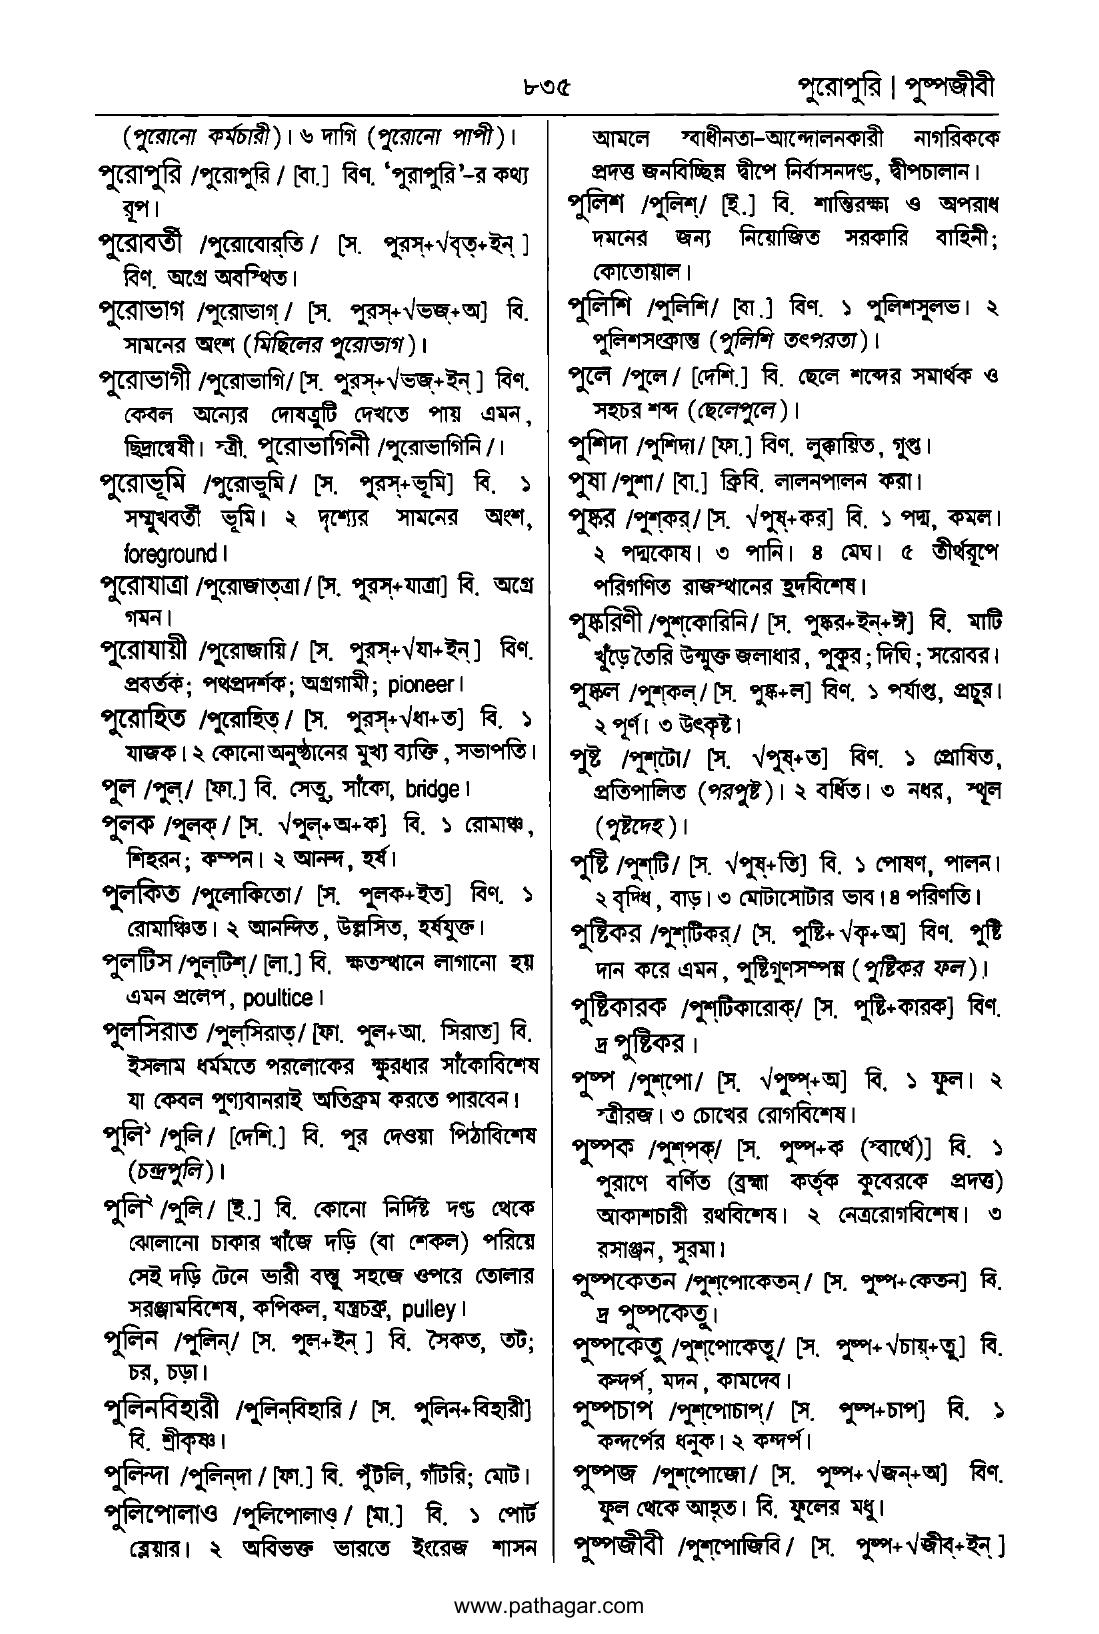 ৮৩৫
পুরোপুরি | পুষ্পজীবী
(পুরোনো কর্মচারী)। ৬ দাগি (পুরোনো পাপী)।
পুরোপুরি /পুরোপুরি/ [বা.] বিণ. ‘পুরাপুরি’-র কথ্য
রূপ।
পুরোবর্তী /পুরোবোর্‌তি/ [স. পুরস্‌+√বৃত্‌+ইন্‌]
বিণ. অগ্রে অবস্থিত।
পুরোভাগ /পুরোভাগ্‌/ [স. পুরস্‌+√ভজ্‌+অ] বি.
সামনের অংশ (মিছিলের পুরোভাগ)।
পুরোভাগী /পুরোভাগি/ [স. পুরস্‌+√ভজ্‌+ইন্‌] বিণ.
কেবল অন্যের দোষত্রুটি দেখতে পায় এমন,
ছিদ্রান্বেষী। স্ত্রী. পুরোভাগিনী /পুরোভাগিনি/।
পুরোভূমি /পুরোভূমি/ [স. পুরস্‌+ভূমি] বি. ১
সম্মুখবর্তী ভূমি। ২ দৃশ্যের সামনের অংশ,
foreground।
পুরোযাত্রা /পুরোজাত্‌ত্রা/ [স. পুরস্‌+যাত্রা] বি. অগ্রে
গমন।
পুরোযায়ী /পুরোজায়ি/ [স. পুরস্‌+√যা+ইন্‌] বিণ.
প্রবর্তক; পথপ্রদর্শক; অগ্রগামী; pioneer।
পুরোহিত /পুরোহিত্‌/ [স. পুরস্‌+√ধা+ত] বি. ১
যাজক। ২ কোনো অনুষ্ঠানের মুখ্য ব্যক্তি, সভাপতি।
পুল /পুল্‌/ [ফা.] বি. সেতু, সাঁকো, bridge।
পুলক /পুলক্‌/ [স. √পুল্‌+অ+ক] বি. ১ রোমাঞ্চ,
শিহরন; কম্পন। ২ আনন্দ, হর্ষ।
পুলকিত /পুলোকিতো/ [স. পুলক+ইত] বিণ. ১
রোমাঞ্চিত। ২ আনন্দিত, উল্লসিত, হর্ষযুক্ত।
পুলটিস /পুল্‌টিশ্‌/ [লা.] বি. ক্ষতস্থানে লাগানো হয়
এমন প্রলেপ, poultice।
পুলসিরাত /পুল্‌সিরাত্‌/ [ফা. পুল+আ. সিরাত] বি.
ইসলাম ধর্মমতে পরলোকের ক্ষুরধার সাঁকোবিশেষ
যা কেবল পুণ্যবানরাই অতিক্রম করতে পারবেন।
পুলি¹ /পুলি/ [দেশি.] বি. পুর দেওয়া পিঠাবিশেষ
(চন্দ্রপুলি)।
পুলি² /পুলি/ [ই.] বি. কোনো নির্দিষ্ট দণ্ড থেকে
ঝোলানো চাকার খাঁজে দড়ি (বা শেকল) পরিয়ে
সেই দড়ি টেনে ভারী বস্তু সহজে ওপরে তোলার
সরঞ্জামবিশেষ, কপিকল, যন্ত্রচক্র, pulley।
পুলিন /পুলিন্‌/ [স. পুল+ইন্‌] বি. সৈকত, তট;
চর, চড়া।
পুলিনবিহারী /পুলিন্‌বিহারি/ [স. পুলিন+বিহারী]
বি. শ্রীকৃষ্ণ।
পুলিন্দা /পুলিন্‌দা/ [ফা.] বি. পুঁটলি, গাঁটরি; মোট।
পুলিপোলাও /পুলিপোলাও্‌/ [মা.] বি. ১ পোর্ট
ব্লেয়ার। ২ অবিভক্ত ভারতে ইংরেজ শাসন
আমলে স্বাধীনতা-আন্দোলনকারী নাগরিককে
প্রদত্ত জনবিচ্ছিন্ন দ্বীপে নির্বাসনদণ্ড, দ্বীপচালান।
পুলিশ /পুলিশ্‌/ [ই.] বি. শান্তিরক্ষা ও অপরাধ
দমনের জন্য নিয়োজিত সরকারি বাহিনী;
কোতোয়াল।
পুলিশি /পুলিশি/ [বা.] বিণ. ১ পুলিশসুলভ। ২
পুলিশসংক্রান্ত (পুলিশি তৎপরতা)।
পুলে /পুলে/ [দেশি.] বি. ছেলে শব্দের সমার্থক ও
সহচর শব্দ (ছেলেপুলে)।
পুশিদা /পুশিদা/ [ফা.] বিণ. লুক্কায়িত, গুপ্ত।
পুষা /পুশা/ [বা.] ক্রিবি. লালনপালন করা।
পুষ্কর /পুশ্‌কর্‌/ [স. √পুষ্‌+কর] বি. ১ পদ্ম, কমল।
২ পদ্মকোষ। ৩ পানি। ৪ মেঘ। ৫ তীর্থরূপে
পরিগণিত রাজস্থানের হ্রদবিশেষ।
পুষ্করিণী /পুশ্‌কোরিনি/ [স. পুষ্কর+ইন্‌+ঈ] বি. মাটি
খুঁড়ে তৈরি উন্মুক্ত জলাধার, পুকুর; দিঘি; সরোবর।
পুষ্কল /পুশ্‌কল্‌/ [স. পুষ্ক+ল] বিণ. ১ পর্যাপ্ত, প্রচুর।
২ পূর্ণ। ৩ উৎকৃষ্ট।
পুষ্ট /পুশ্‌টো/ [স. √পুষ্‌+ত] বিণ. ১ প্রোষিত,
প্রতিপালিত (পরপুষ্ট)। ২ বর্ধিত। ৩ নধর, স্থূল
(পুষ্টদেহ)।
পুষ্টি /পুশ্‌টি/ [স. √পুষ্‌+তি] বি. ১ পোষণ, পালন।
২ বৃদ্ধি, বাড়। ৩ মোটাসোটার ভাব। ৪ পরিণতি।
পুষ্টিকর /পুশ্‌টিকর্‌/ [স. পুষ্টি+√কৃ+অ] বিণ. পুষ্টি
দান করে এমন, পুষ্টিগুণসম্পন্ন (পুষ্টিকর ফল)।
পুষ্টিকারক /পুশ্‌টিকারোক্‌/ [স. পুষ্টি+কারক] বিণ.
দ্র পুষ্টিকর।
পুষ্প /পুশ্‌পো/ [স. √পুষ্প্‌+অ] বি. ১ ফুল। ২
স্ত্রীরজ। ৩ চোখের রোগবিশেষ।
পুষ্পক /পুশ্‌পক্‌/ [স. পুষ্প+ক (স্বার্থে)] বি. ১
পুরাণে বর্ণিত (ব্রহ্মা কর্তৃক কুবেরকে প্রদত্ত)
আকাশচারী রথবিশেষ। ২ নেত্ররোগবিশেষ। ৩
রসাঞ্জন, সুরমা।
পুষ্পকেতন /পুশ্‌পোকেতন্‌/ [স. পুষ্প+কেতন] বি.
দ্র পুষ্পকেতু।
পুষ্পকেতু /পুশ্‌পোকেতু/ [স. পুষ্প+√চায়্‌+তু] বি.
কন্দর্প, মদন, কামদেব।
পুষ্পচাপ /পুশ্‌পোচাপ্‌/ [স. পুষ্প+চাপ] বি. ১
কন্দর্পের ধনুক। ২ কন্দর্প।
পুষ্পজ /পুশ্‌পোজো/ [স. পুষ্প+√জন্‌+অ] বিণ.
ফুল থেকে আহৃত। বি. ফুলের মধু।
পুষ্পজীবী /পুশ্‌পোজিবি/ [স. পুষ্প+√জীব্‌+ইন্‌]
www.pathagar.com